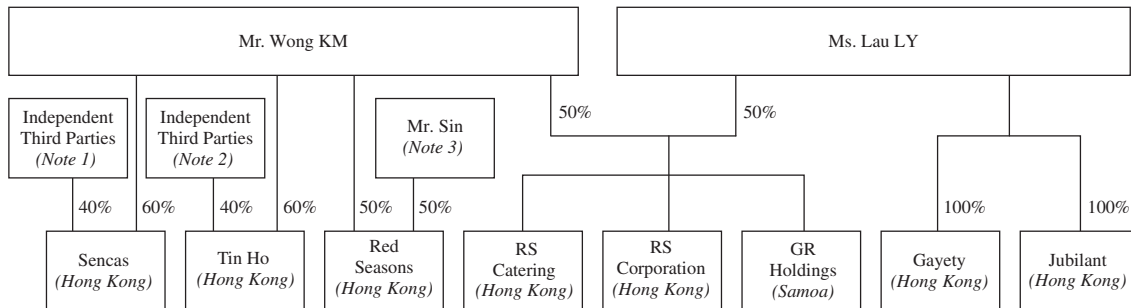 Mr. Wong KM
Ms. Lau LY
Independent
Third Parties
(Note 1)
Independent
Third Parties
(Note 2)
Mr. Sin
(Note 3)
50%
50%
40%
60%
40%
60%
50%
50%
100%
100%
Sencas
(Hong Kong)
Tin Ho
(Hong Kong)
Red
Seasons
(Hong Kong)
RS
Catering
(Hong Kong)
RS
Corporation
(Hong Kong)
GR
Holdings
(Samoa)
Gayety
(Hong Kong)
Jubilant
(Hong Kong)